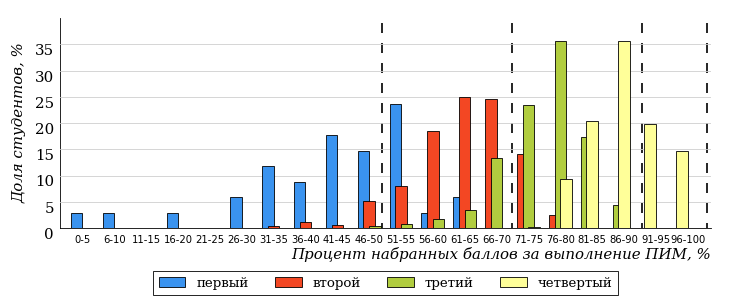 Доля студентов, %
35
30
25
20
15
10
5
0
0-5 6-10 11-15 16-20 21-25 26-30 31-35 36-40 41-45 46-50 51-55 56-60 61-65 66-70 71-75 76-80 81-85 86-90 91-95 96-100
Процент набранных баллов за выполнение ПИМ, %
первый второй третий четвертый